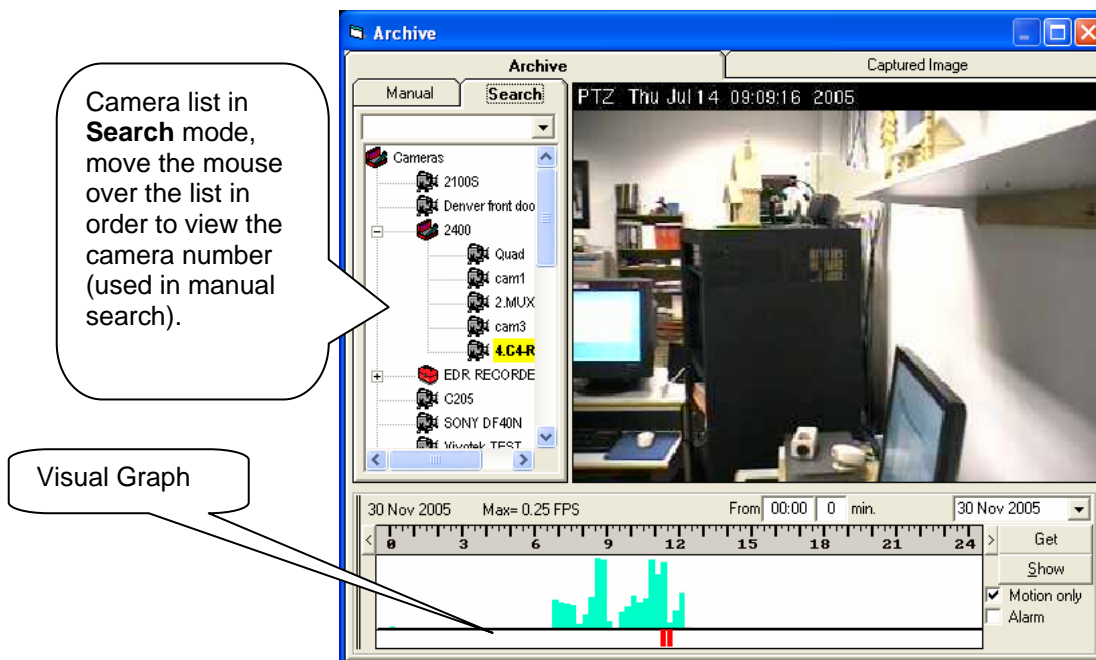 Archive
Archive
Captured Image
Manual
Search
PTZ Thu Jul 14 09:09:16 2005
Camera list in
Search mode,
move the mouse
over the list in
order to view the
camera number
(used in manual
search).
Cameras
2100S
Denver front doo
2400
Quad
cam1
2.MUX
cam3
4.C4-R
EDR RECORDE
C205
SONY DF40N
Vivotek TEST
Visual Graph
30 Nov 2005 Max= 0.25 FPS From 00:00 0 min. 30 Nov 2005
< 0 3 6 9 12 15 18 21 24 >
Get
Show
Motion only
Alarm